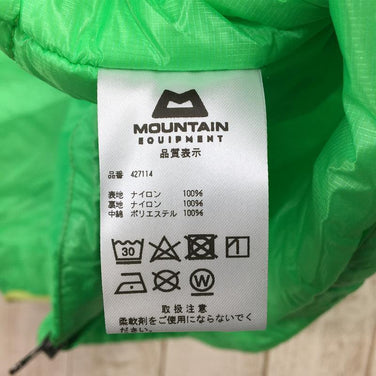 MOUNTAIN
EQUIPMENT
品質表示
品番 427114
表地 ナイロン 100%
裏地 ナイロン 100%
中綿 ポリエステル 100%
30
W
取扱注意
柔軟剤をご使用にならないでく
ださい。